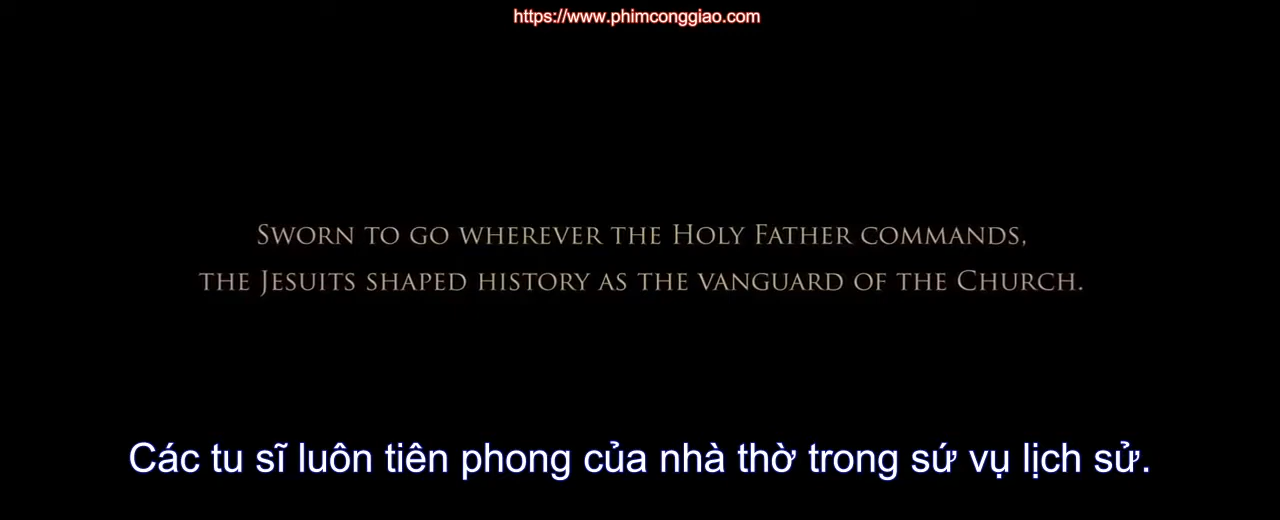 https://www.phimconggiao.com
Sworn to go wherever the Holy Father commands,
the Jesuits shaped history as the vanguard of the Church.
Các tu sĩ luôn tiên phong của nhà thờ trong sứ vụ lịch sử.